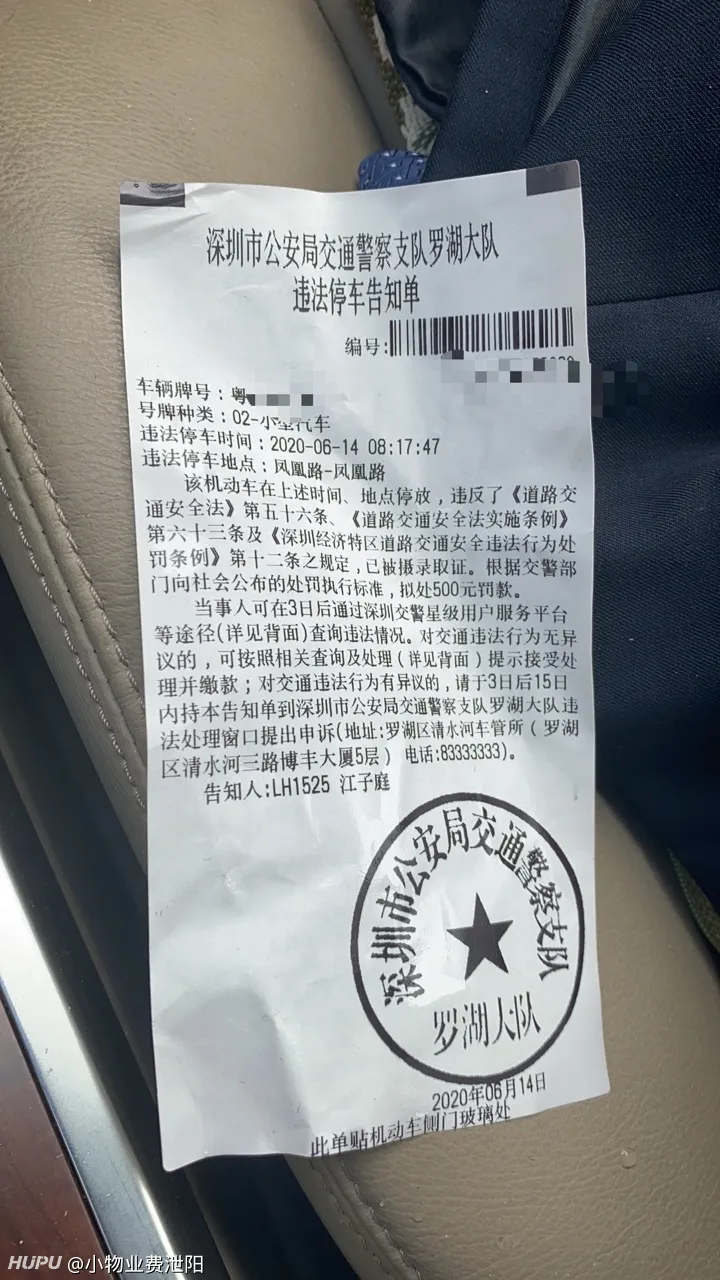 深圳市公安局交通警察支队罗湖大队
违法停车告知单
编号:
车辆牌号：粤
号牌种类：02-小型汽车
违法停车时间：2020-06-14 08:17:47
违法停车地点：凤凰路-凤凰路
该机动车在上述时间、地点停放，违反了《道路交
通安全法》第五十六条、《道路交通安全法实施条例》
第六十三条及《深圳经济特区道路交通安全违法行为处
罚条例》第十二条之规定，已被摄录取证。根据交警部
门向社会公布的处罚执行标准，拟处500元罚款。
当事人可在3日后通过深圳交警星级用户服务平台
等途径(详见背面)查询违法情况。对交通违法行为无异
议的，可按照相关查询及处理（详见背面）提示接受处
理并缴款；对交通违法行为有异议的，请于3日后15日
内持本告知单到深圳市公安局交通警察支队罗湖大队违
法处理窗口提出申诉(地址:罗湖区清水河车管所（罗湖
区清水河三路博丰大厦5层） 电话:83333333)。
告知人:LH1525 江子庭
深圳市公安局交通警察支队
罗湖大队
2020年06月14日
此单贴机动车侧门玻璃处
HUPU @小物业费泄阳